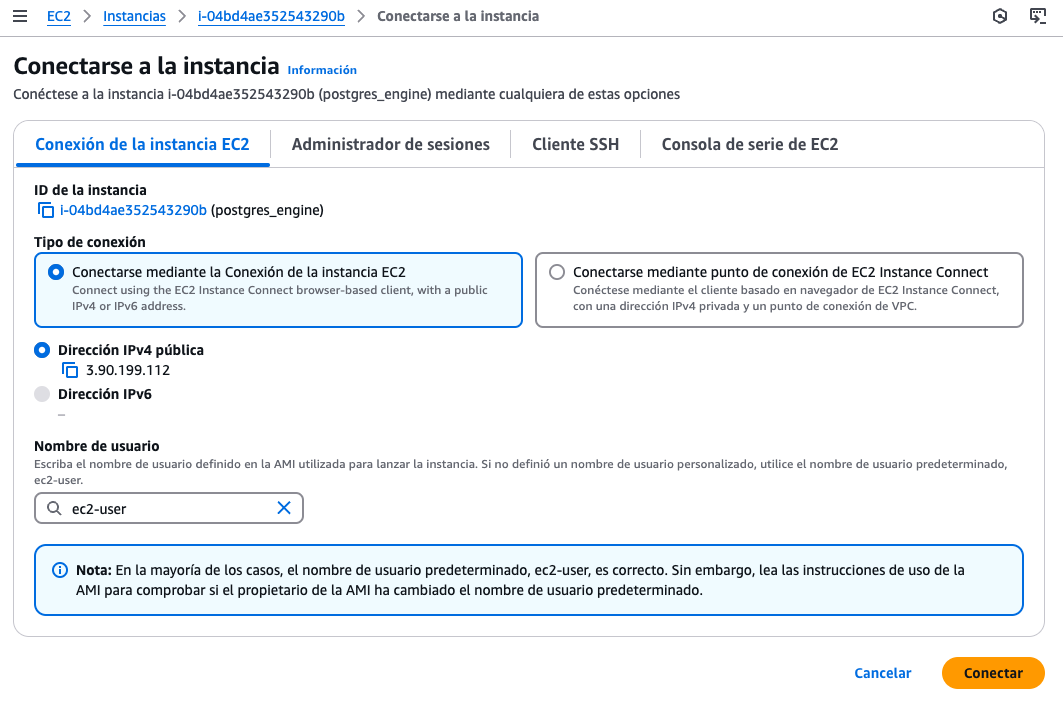 EC2 > Instancias > i-04bd4ae352543290b > Conectarse a la instancia
Conectarse a la instancia Información
Conéctese a la instancia i-04bd4ae352543290b (postgres_engine) mediante cualquiera de estas opciones
Conexión de la instancia EC2 | Administrador de sesiones | Cliente SSH | Consola de serie de EC2
ID de la instancia
i-04bd4ae352543290b (postgres_engine)
Tipo de conexión
Conectarse mediante la Conexión de la instancia EC2
Connect using the EC2 Instance Connect browser-based client, with a public
IPv4 or IPv6 address.
Conectarse mediante punto de conexión de EC2 Instance Connect
Conéctese mediante el cliente basado en navegador de EC2 Instance Connect,
con una dirección IPv4 privada y un punto de conexión de VPC.
Dirección IPv4 pública
3.90.199.112
Dirección IPv6
–
Nombre de usuario
Escriba el nombre de usuario definido en la AMI utilizada para lanzar la instancia. Si no definió un nombre de usuario personalizado, utilice el nombre de usuario predeterminado,
ec2-user.
ec2-user
Nota: En la mayoría de los casos, el nombre de usuario predeterminado, ec2-user, es correcto. Sin embargo, lea las instrucciones de uso de la
AMI para comprobar si el propietario de la AMI ha cambiado el nombre de usuario predeterminado.
Cancelar
Conectar